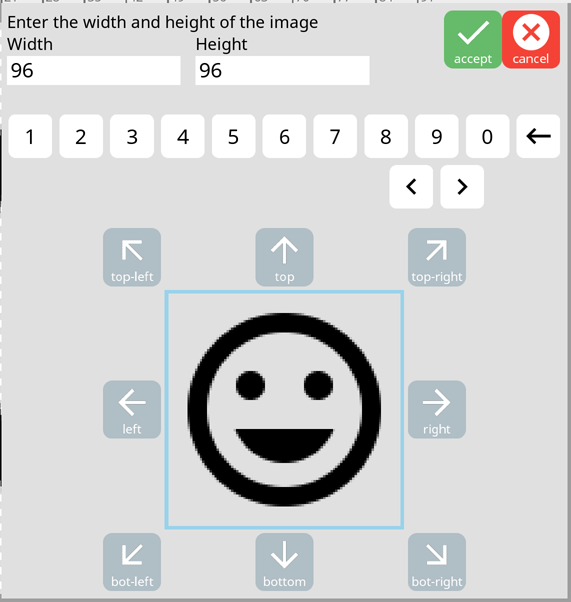 Enter the width and height of the image
Width Height
96 96
accept cancel
1 2 3 4 5 6 7 8 9 0
top-left top top-right
left right
bot-left bottom bot-right